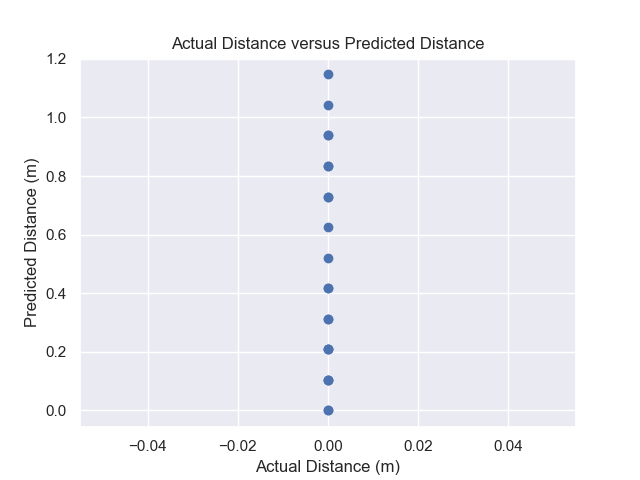 Actual Distance versus Predicted Distance
1.2
1.0
0.8
0.6
0.4
0.2
0.0
Predicted Distance (m)
−0.04 −0.02 0.00 0.02 0.04
Actual Distance (m)